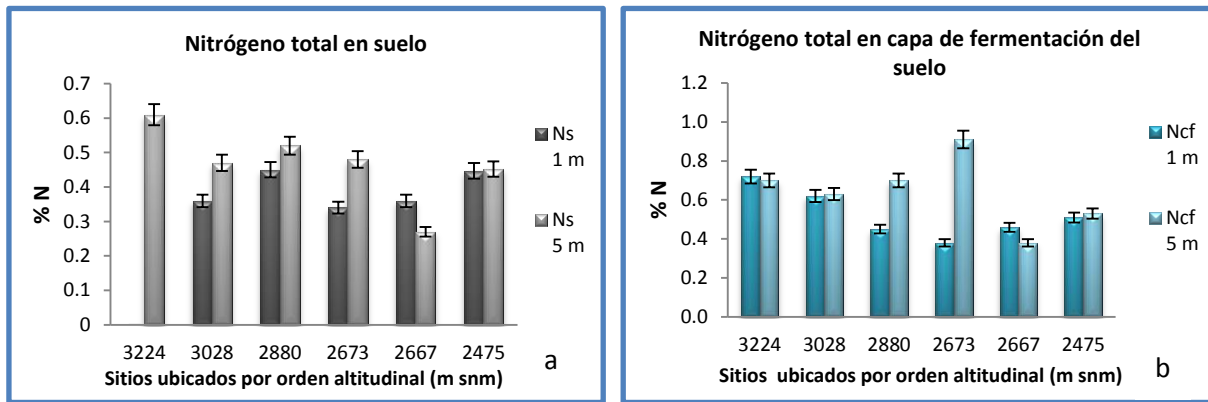 Nitrógeno total en suelo
0.7
0.6
0.5
0.4
0.3
0.2
0.1
0
% N
3224 3028 2880 2673 2667 2475
Sitios ubicados por orden altitudinal (m snm)
Ns
1 m
Ns
5 m
a
Nitrógeno total en capa de fermentación del
suelo
1.2
1.0
0.8
0.6
0.4
0.2
0.0
% N
3224 3028 2880 2673 2667 2475
Sitios ubicados por orden altitudinal (m snm)
Ncf
1 m
Ncf
5 m
b